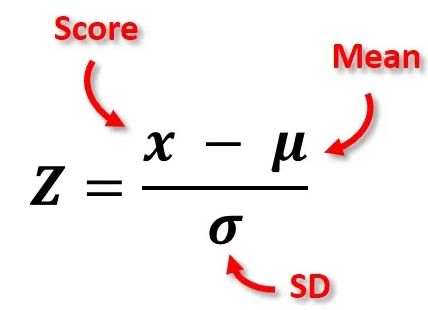 Score
Mean
Z = x − μ
σ
SD